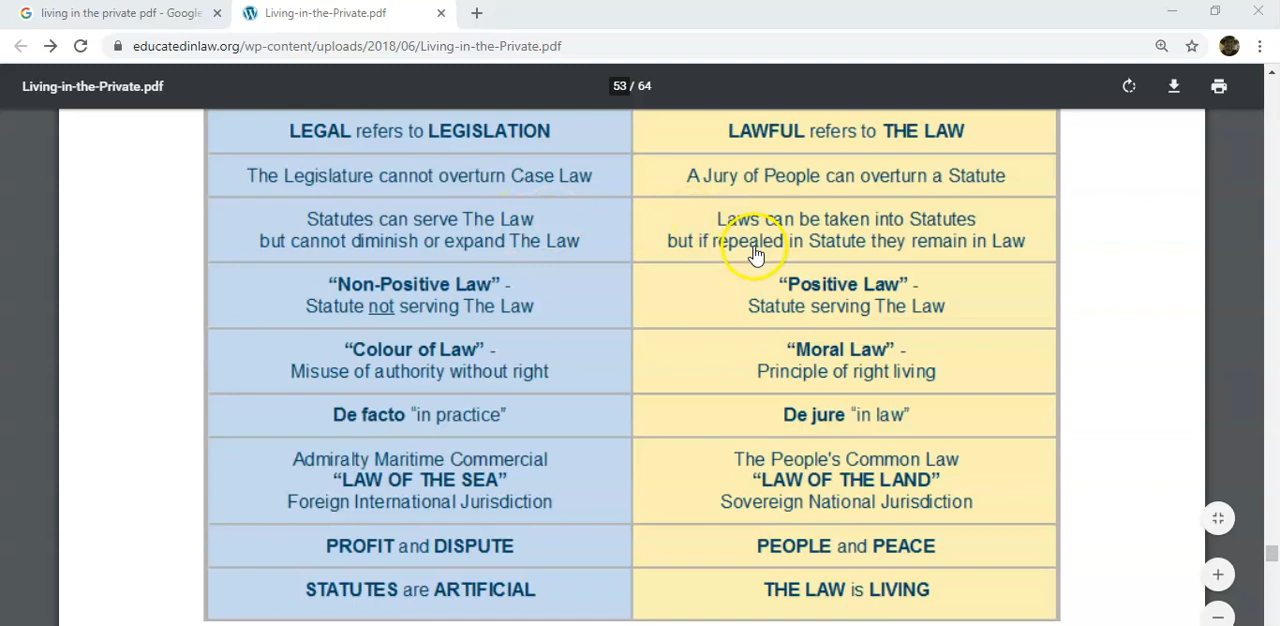 living in the private pdf - Google
Living-in-the-Private.pdf
educatedinlaw.org/wp-content/uploads/2018/06/Living-in-the-Private.pdf
Living-in-the-Private.pdf
53 / 64
LEGAL refers to LEGISLATION
LAWFUL refers to THE LAW
The Legislature cannot overturn Case Law
A Jury of People can overturn a Statute
Statutes can serve The Law
but cannot diminish or expand The Law
Laws can be taken into Statutes
but if repealed in Statute they remain in Law
“Non-Positive Law” -
Statute not serving The Law
“Positive Law” -
Statute serving The Law
“Colour of Law” -
Misuse of authority without right
“Moral Law” -
Principle of right living
De facto “in practice”
De jure “in law”
Admiralty Maritime Commercial
“LAW OF THE SEA”
Foreign International Jurisdiction
The People's Common Law
“LAW OF THE LAND”
Sovereign National Jurisdiction
PROFIT and DISPUTE
PEOPLE and PEACE
STATUTES are ARTIFICIAL
THE LAW is LIVING